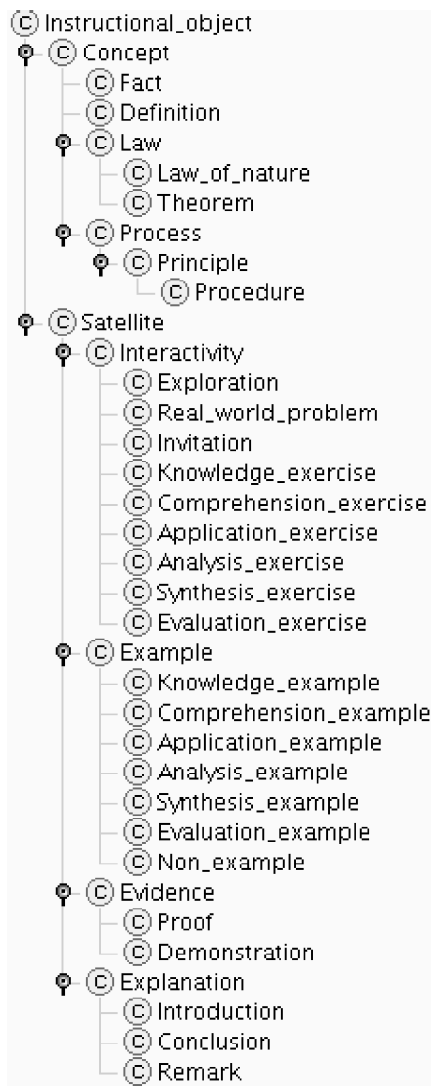 C Instructional_object
C Concept
C Fact
C Definition
C Law
C Law_of_nature
C Theorem
C Process
C Principle
C Procedure
C Satellite
C Interactivity
C Exploration
C Real_world_problem
C Invitation
C Knowledge_exercise
C Comprehension_exercise
C Application_exercise
C Analysis_exercise
C Synthesis_exercise
C Evaluation_exercise
C Example
C Knowledge_example
C Comprehension_example
C Application_example
C Analysis_example
C Synthesis_example
C Evaluation_example
C Non_example
C Evidence
C Proof
C Demonstration
C Explanation
C Introduction
C Conclusion
C Remark